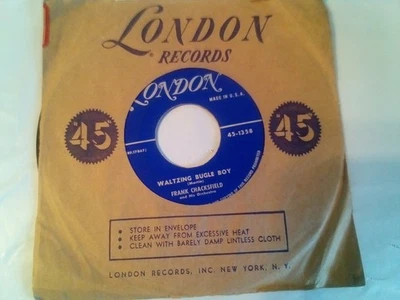 LONDON
RECORDS
LONDON
MADE IN U.S.A.
45-1358
45
45
WALTZING BUGLE BOY
FRANK CHACKSFIELD
and His Orchestra
STORE IN ENVELOPE
KEEP AWAY FROM EXCESSIVE HEAT
CLEAN WITH BARELY DAMP LINTLESS CLOTH
LONDON RECORDS, INC. NEW YORK, N. Y.